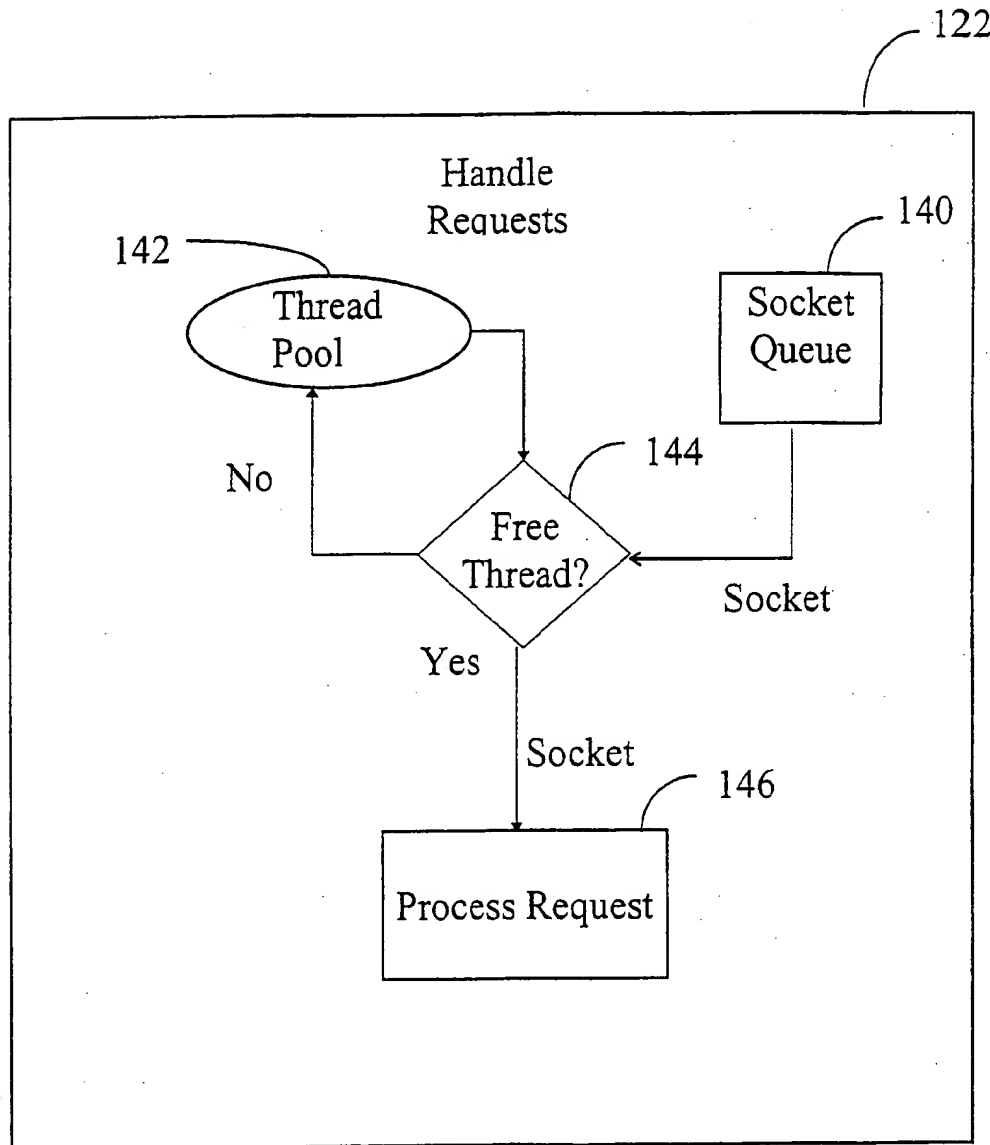 122
Handle
Requests
142
140
Thread
Pool
Socket
Queue
144
No
Free
Thread?
Socket
Yes
Socket
146
Process Request